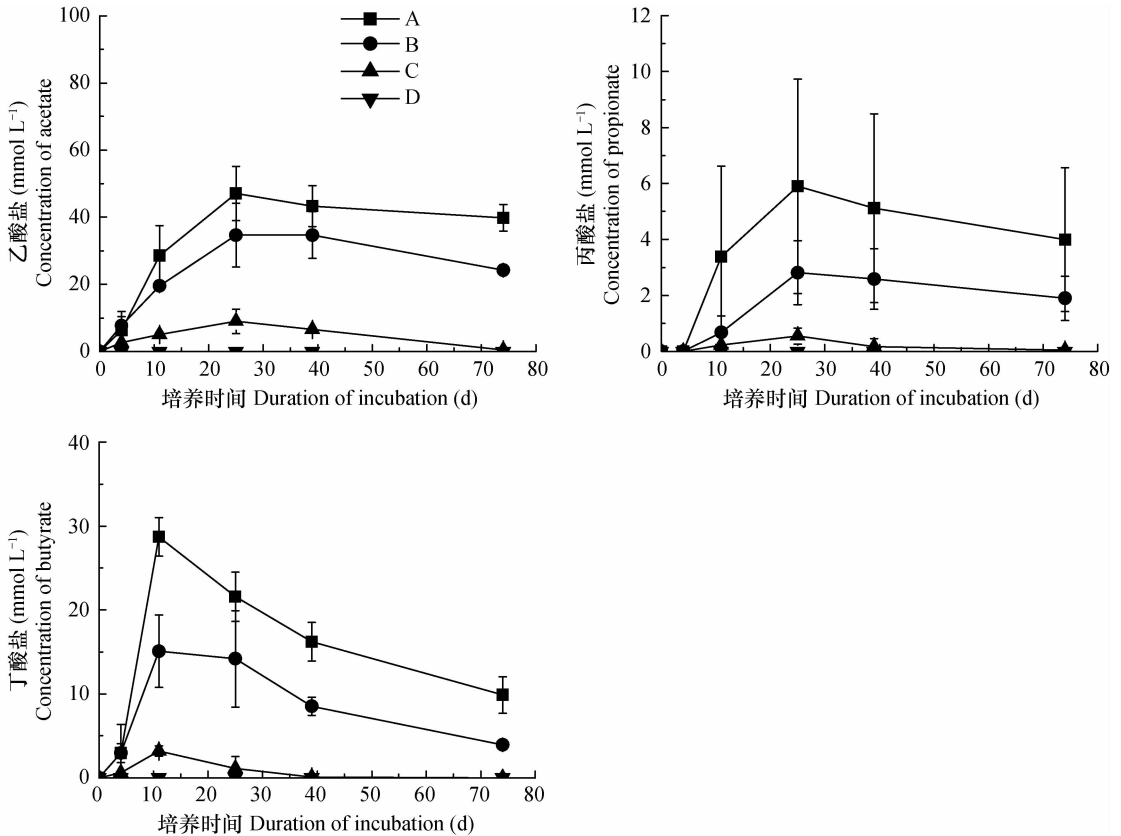 100
80
60
40
20
0
0 10 20 30 40 50 60 70 80
乙酸盐 (mmol L⁻¹)
Concentration of acetate
培养时间 Duration of incubation (d)
A
B
C
D
12
10
8
6
4
2
0
0 10 20 30 40 50 60 70 80
丙酸盐 (mmol L⁻¹)
Concentration of propionate
培养时间 Duration of incubation (d)
40
30
20
10
0
0 10 20 30 40 50 60 70 80
丁酸盐 (mmol L⁻¹)
Concentration of butyrate
培养时间 Duration of incubation (d)